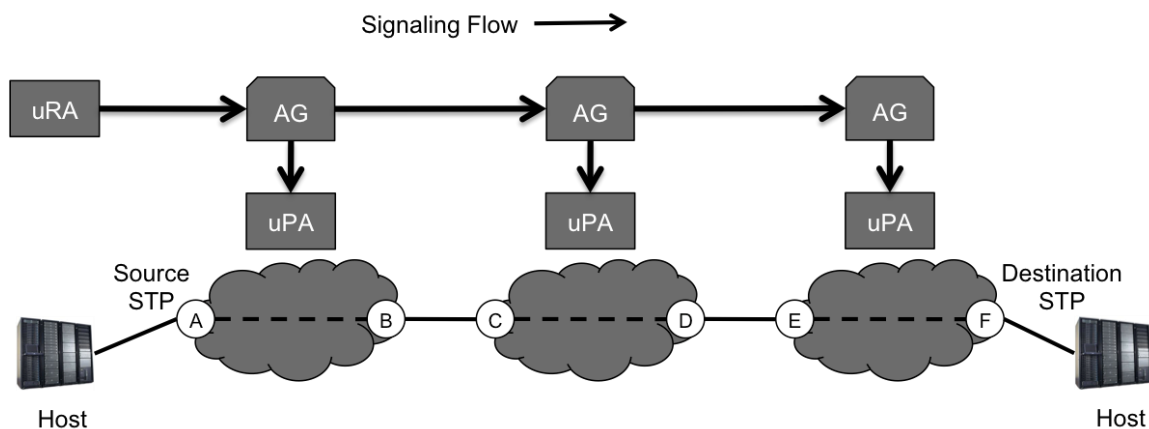 Signaling Flow
uRA
AG
AG
AG
uPA
uPA
uPA
Source
STP
Destination
STP
A
B
C
D
E
F
Host
Host